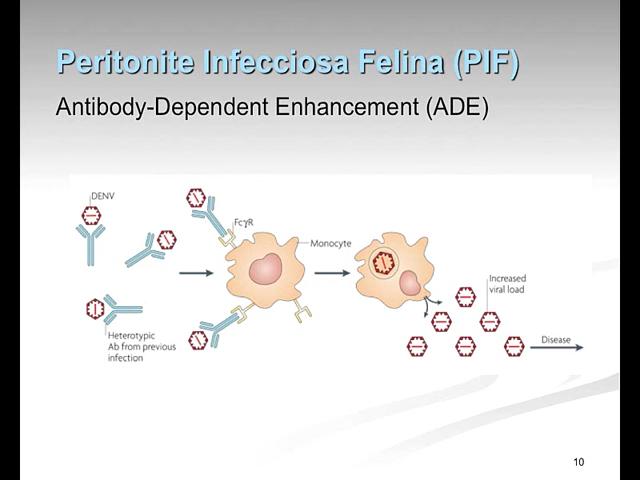 Peritonite Infecciosa Felina (PIF)
Antibody-Dependent Enhancement (ADE)
DENV
FcγR
Monocyte
Increased
viral load
Heterotypic
Ab from previous
infection
Disease
10